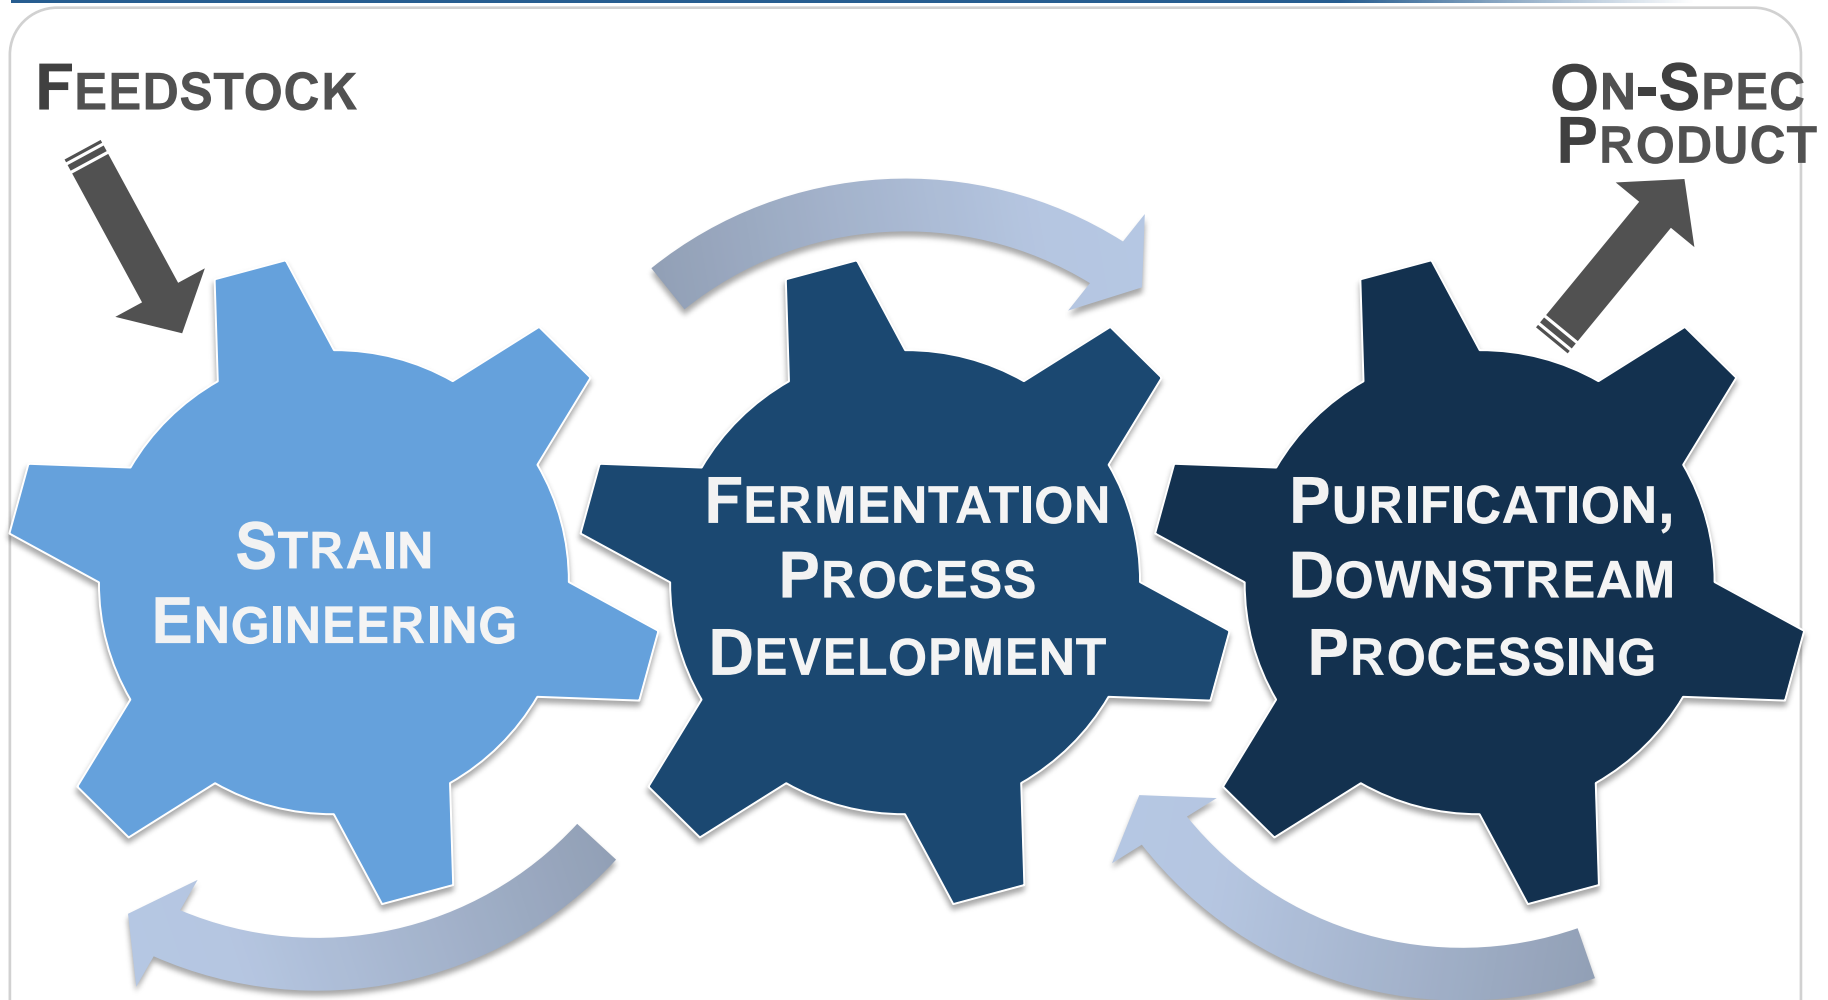 FEEDSTOCK
ON-SPEC
PRODUCT
STRAIN
ENGINEERING
FERMENTATION
PROCESS
DEVELOPMENT
PURIFICATION,
DOWNSTREAM
PROCESSING